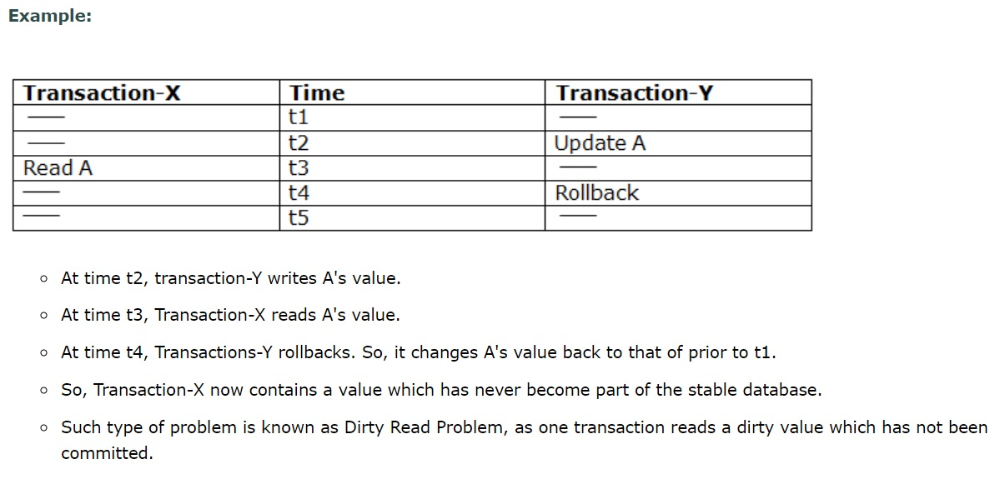 Example:
Transaction-X Time Transaction-Y
—— t1 ——
—— t2 Update A
Read A t3 ——
—— t4 Rollback
—— t5 ——
○ At time t2, transaction-Y writes A's value.
○ At time t3, Transaction-X reads A's value.
○ At time t4, Transactions-Y rollbacks. So, it changes A's value back to that of prior to t1.
○ So, Transaction-X now contains a value which has never become part of the stable database.
○ Such type of problem is known as Dirty Read Problem, as one transaction reads a dirty value which has not been
committed.